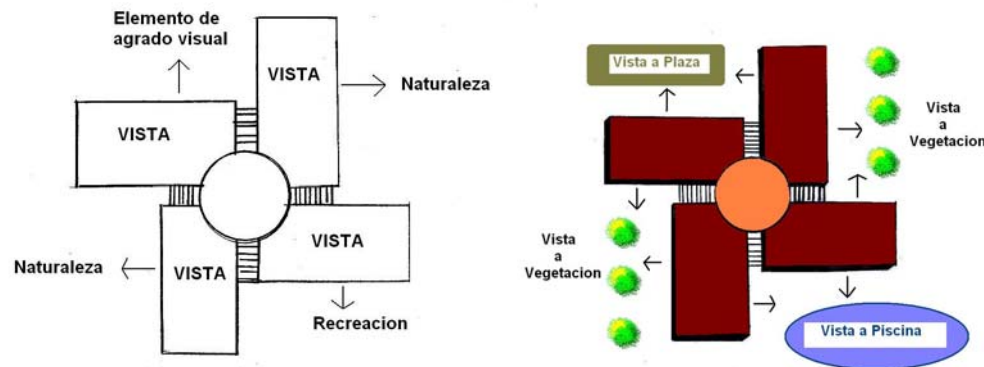 Elemento de
agrado visual
VISTA
Naturaleza
VISTA
VISTA
Naturaleza
VISTA
Recreacion
Vista a Plaza
Vista
a
Vegetacion
Vista
a
Vegetacion
Vista a Piscina